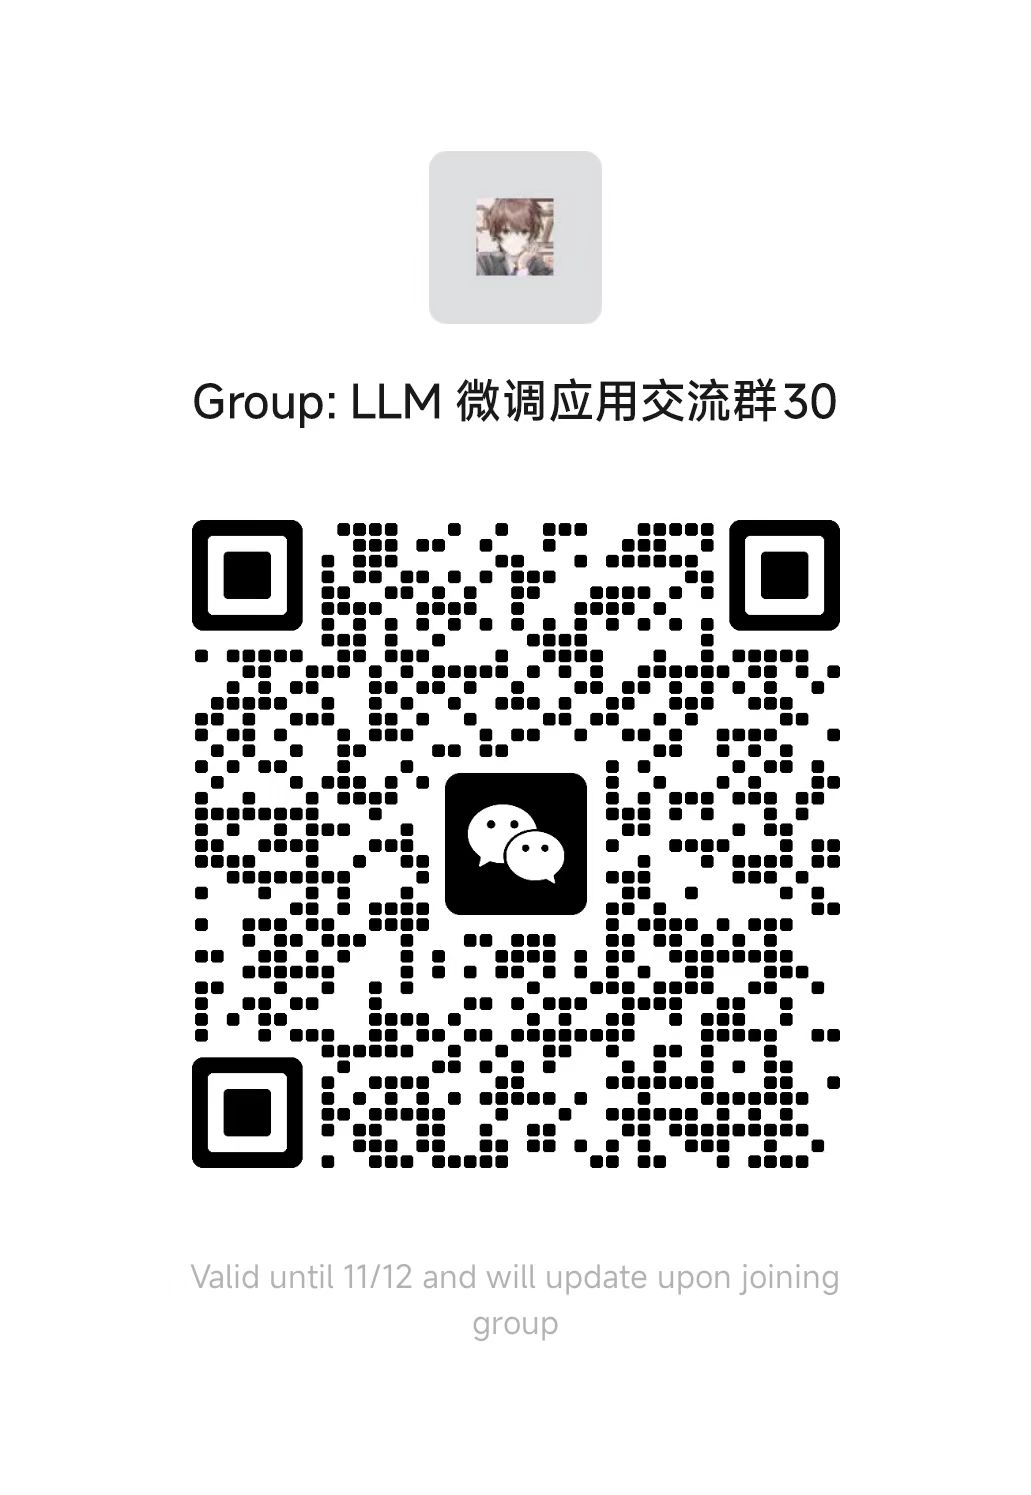 Group: LLM 微调应用交流群30
Valid until 11/12 and will update upon joining
group